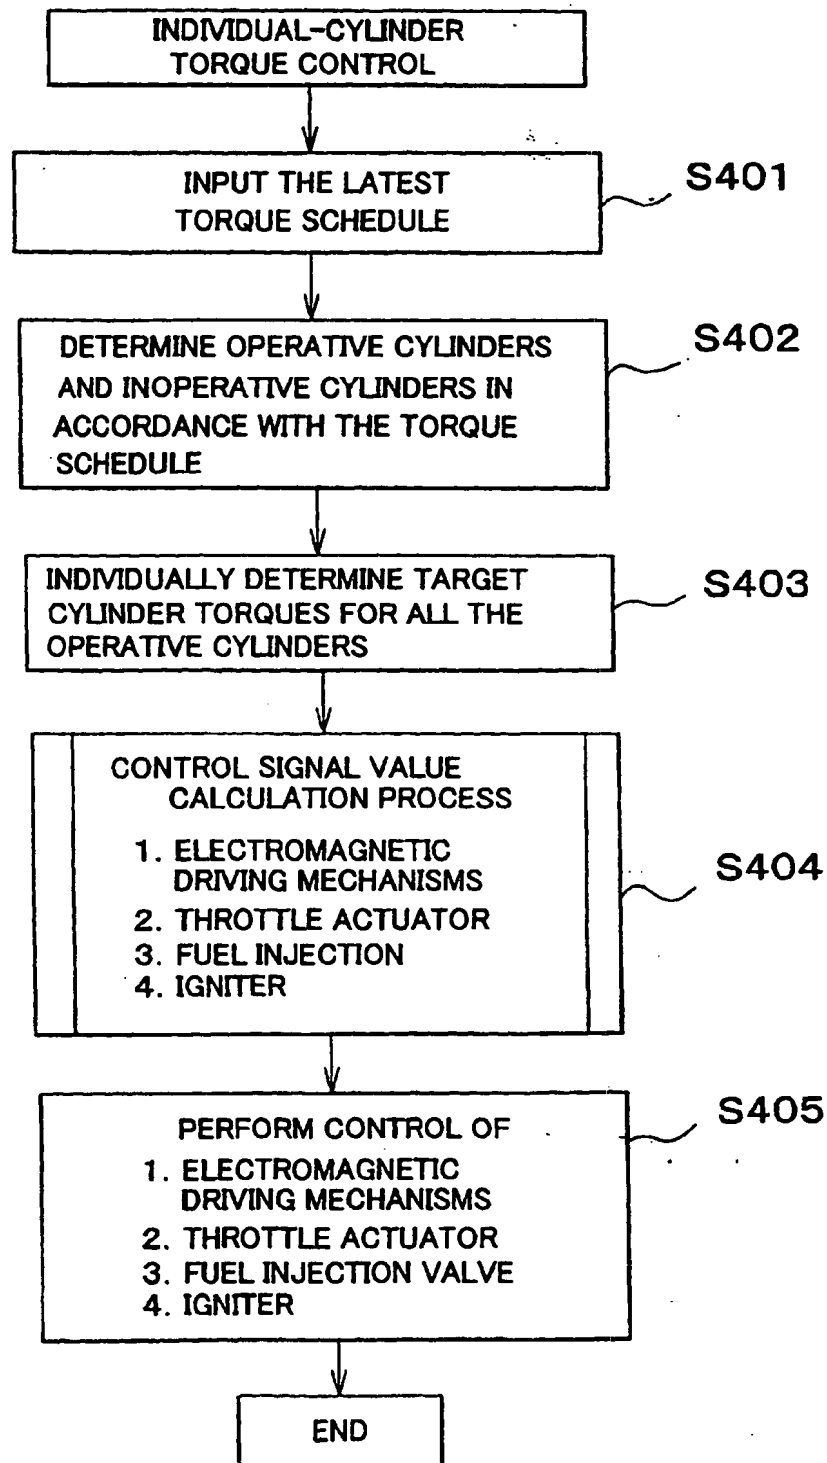 INDIVIDUAL-CYLINDER
TORQUE CONTROL
INPUT THE LATEST
TORQUE SCHEDULE
S401
DETERMINE OPERATIVE CYLINDERS
AND INOPERATIVE CYLINDERS IN
ACCORDANCE WITH THE TORQUE
SCHEDULE
S402
INDIVIDUALLY DETERMINE TARGET
CYLINDER TORQUES FOR ALL THE
OPERATIVE CYLINDERS
S403
CONTROL SIGNAL VALUE
CALCULATION PROCESS
1. ELECTROMAGNETIC
DRIVING MECHANISMS
2. THROTTLE ACTUATOR
3. FUEL INJECTION
4. IGNITER
S404
PERFORM CONTROL OF
1. ELECTROMAGNETIC
DRIVING MECHANISMS
2. THROTTLE ACTUATOR
3. FUEL INJECTION VALVE
4. IGNITER
S405
END